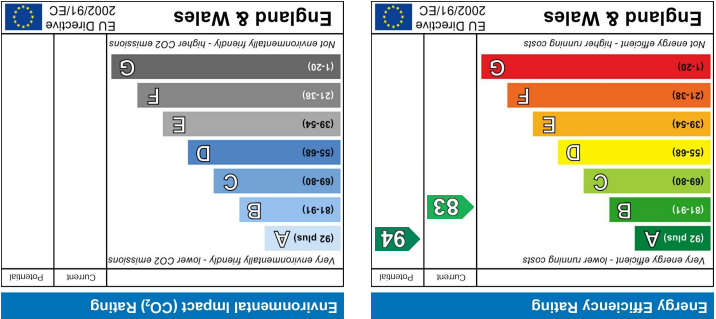 Energy Efficiency Rating
Current Potential
Very energy efficient - lower running costs
(92 plus) A
94
(81-91) B
83
(69-80) C
(55-68) D
(39-54) E
(21-38) F
(1-20) G
Not energy efficient - higher running costs
England & Wales
EU Directive
2002/91/EC
Environmental Impact (CO₂) Rating
Current Potential
Very environmentally friendly - lower CO2 emissions
(92 plus) A
(81-91) B
(69-80) C
(55-68) D
(39-54) E
(21-38) F
(1-20) G
Not environmentally friendly - higher CO2 emissions
England & Wales
EU Directive
2002/91/EC